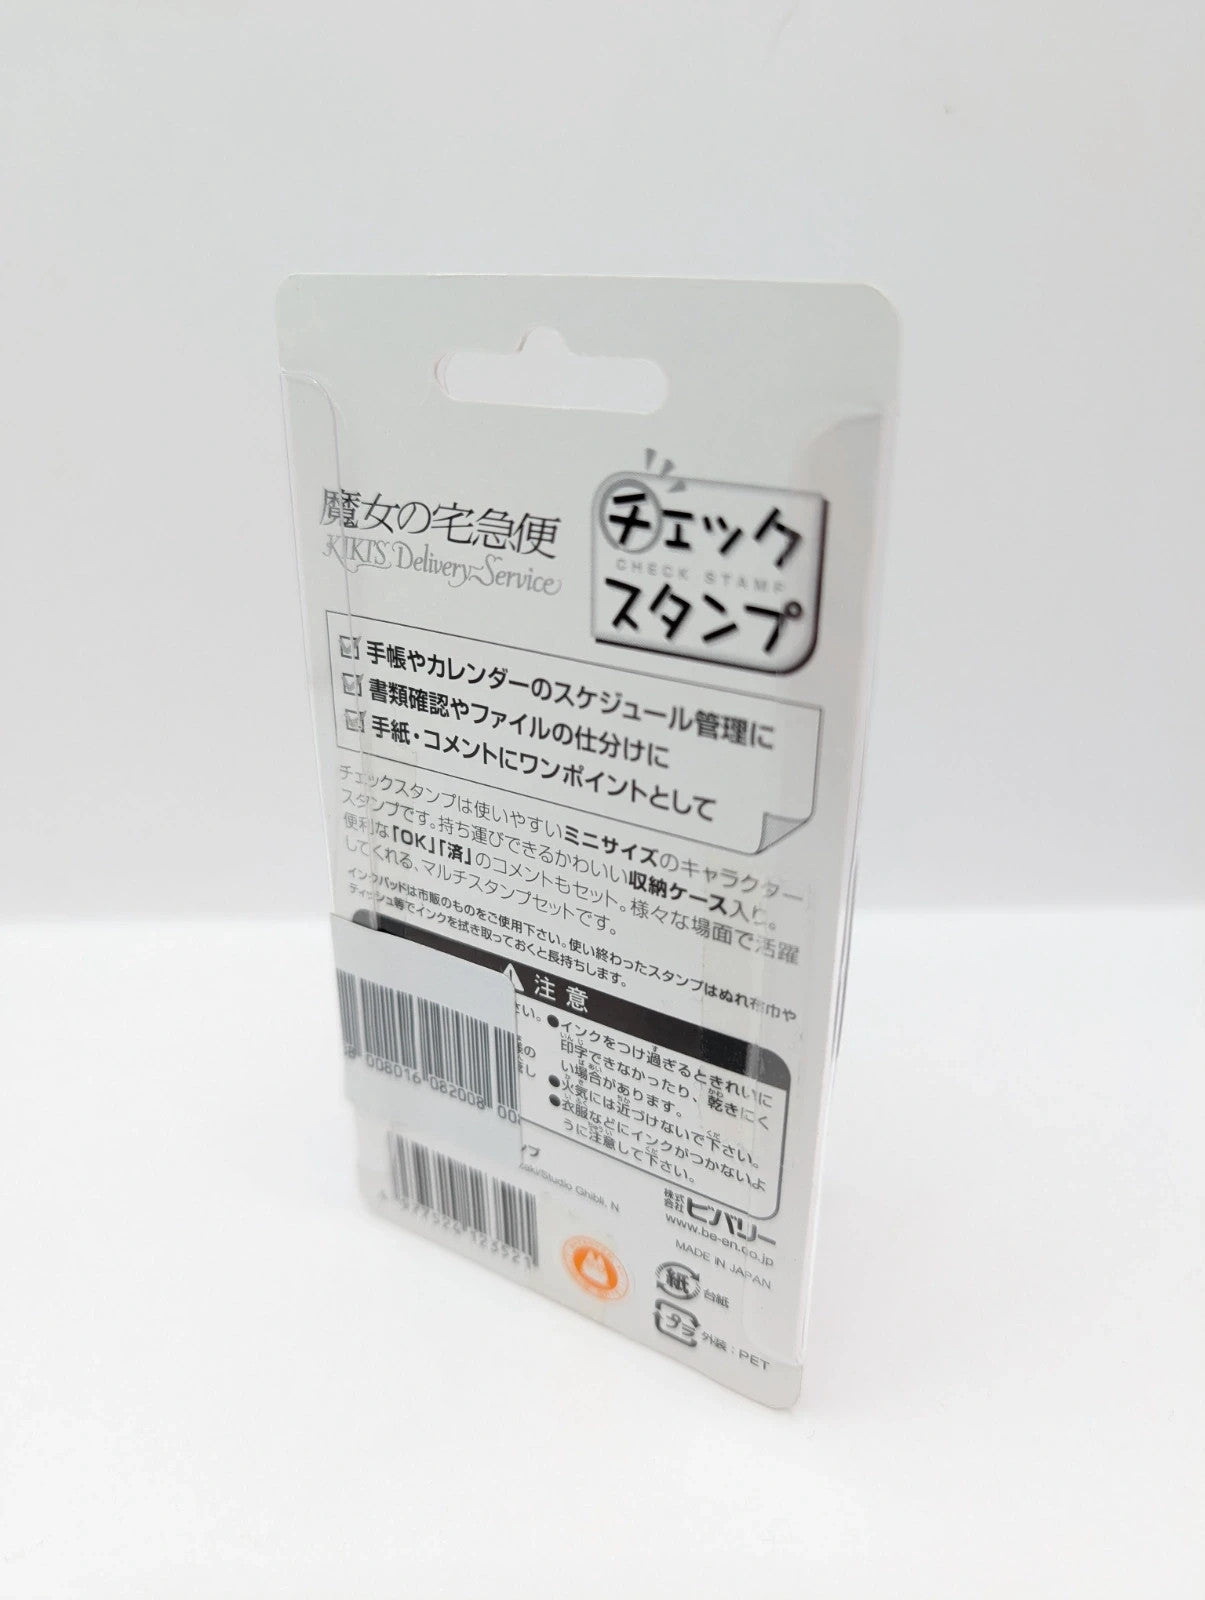 魔女の宅急便
KIKI'S Delivery Service
チェック
CHECK STAMP
スタンプ
手帳やカレンダーのスケジュール管理に
書類確認やファイルの仕分けに
手紙・コメントにワンポイントとして
チェックスタンプは使いやすいミニサイズのキャラクター
スタンプです。持ち運びできるかわいい収納ケース入り。
便利な「OK」「済」のコメントもセット。様々な場面で活躍
してくれる、マルチスタンプセットです。
インクパッドは市販のものをご使用下さい。使い終わったスタンプはぬれ布巾や
ティッシュ等でインクを拭き取っておくと長持ちします。
注意
さい。
様の
●インクをつけ過ぎるときれいに
印字できなかったり、乾きにく
い場合があります。
●火気には近づけないで下さい。
●衣服などにインクがつかないよ
うに注意して下さい。
008016 082008
ンプ
zaki/Studio Ghibli, N
977524 123521
株式会社 ビバリー
www.be-en.co.jp
MADE IN JAPAN
紙 台紙
プラ 外装：PET